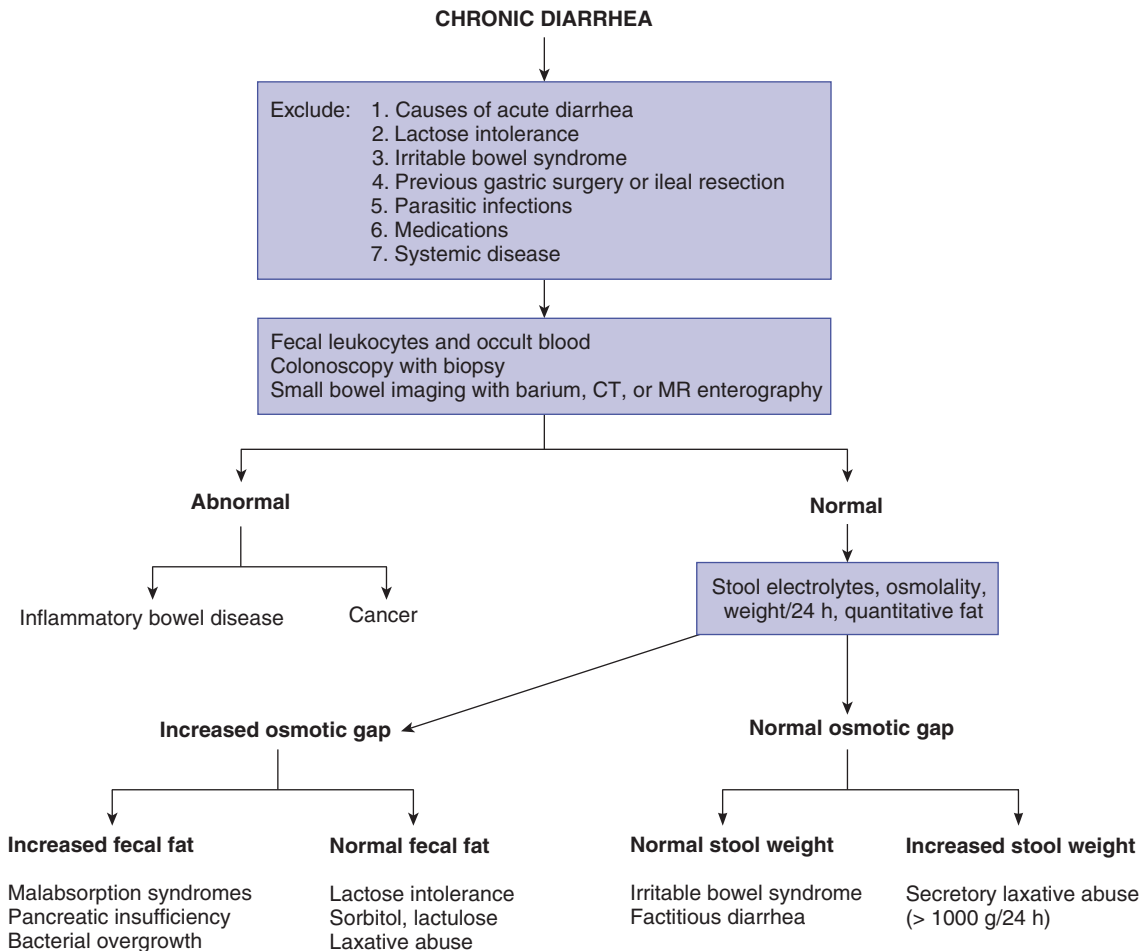 CHRONIC DIARRHEA
Exclude: 1. Causes of acute diarrhea
2. Lactose intolerance
3. Irritable bowel syndrome
4. Previous gastric surgery or ileal resection
5. Parasitic infections
6. Medications
7. Systemic disease
Fecal leukocytes and occult blood
Colonoscopy with biopsy
Small bowel imaging with barium, CT, or MR enterography
Abnormal
Normal
Inflammatory bowel disease
Cancer
Stool electrolytes, osmolality,
weight/24 h, quantitative fat
Increased osmotic gap
Normal osmotic gap
Increased fecal fat
Malabsorption syndromes
Pancreatic insufficiency
Bacterial overgrowth
Normal fecal fat
Lactose intolerance
Sorbitol, lactulose
Laxative abuse
Normal stool weight
Irritable bowel syndrome
Factitious diarrhea
Increased stool weight
Secretory laxative abuse
(> 1000 g/24 h)